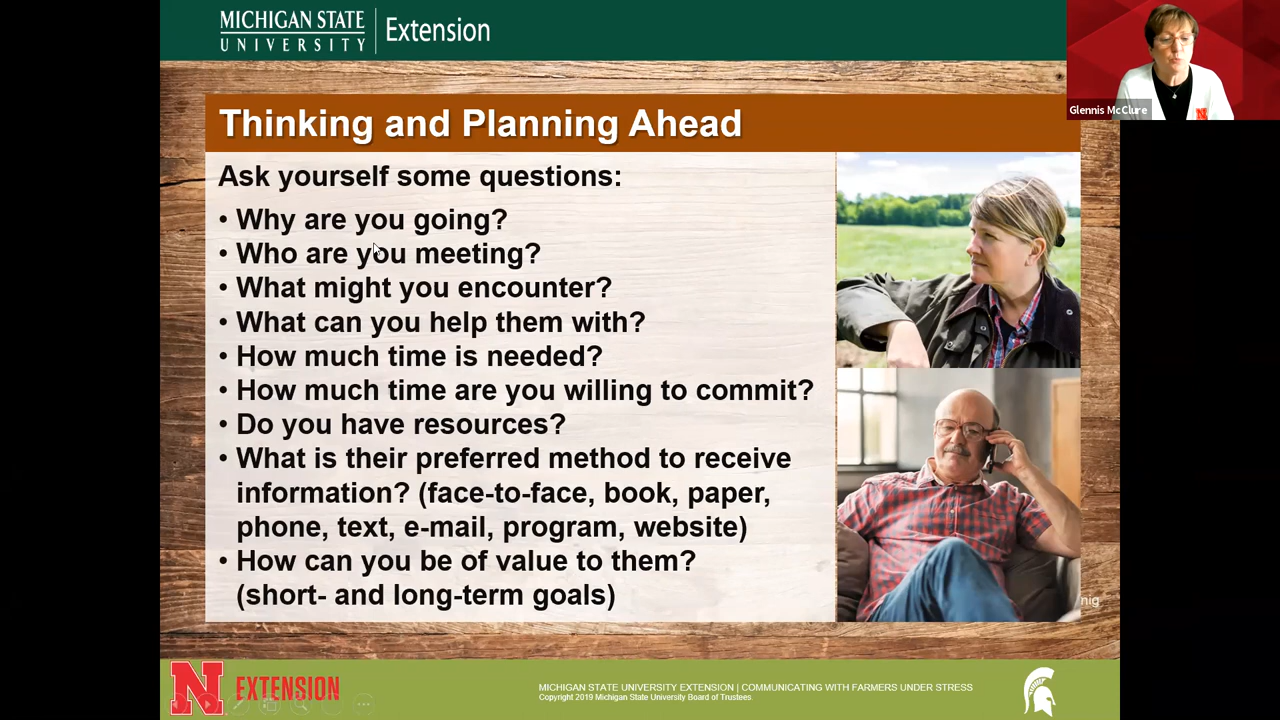 MICHIGAN STATE
UNIVERSITY
Extension
Glennis McClure
Thinking and Planning Ahead
Ask yourself some questions:
• Why are you going?
• Who are you meeting?
• What might you encounter?
• What can you help them with?
• How much time is needed?
• How much time are you willing to commit?
• Do you have resources?
• What is their preferred method to receive
information? (face-to-face, book, paper,
phone, text, e-mail, program, website)
• How can you be of value to them?
(short- and long-term goals)
nig
N EXTENSION
MICHIGAN STATE UNIVERSITY EXTENSION | COMMUNICATING WITH FARMERS UNDER STRESS
Copyright 2019 Michigan State University Board of Trustees